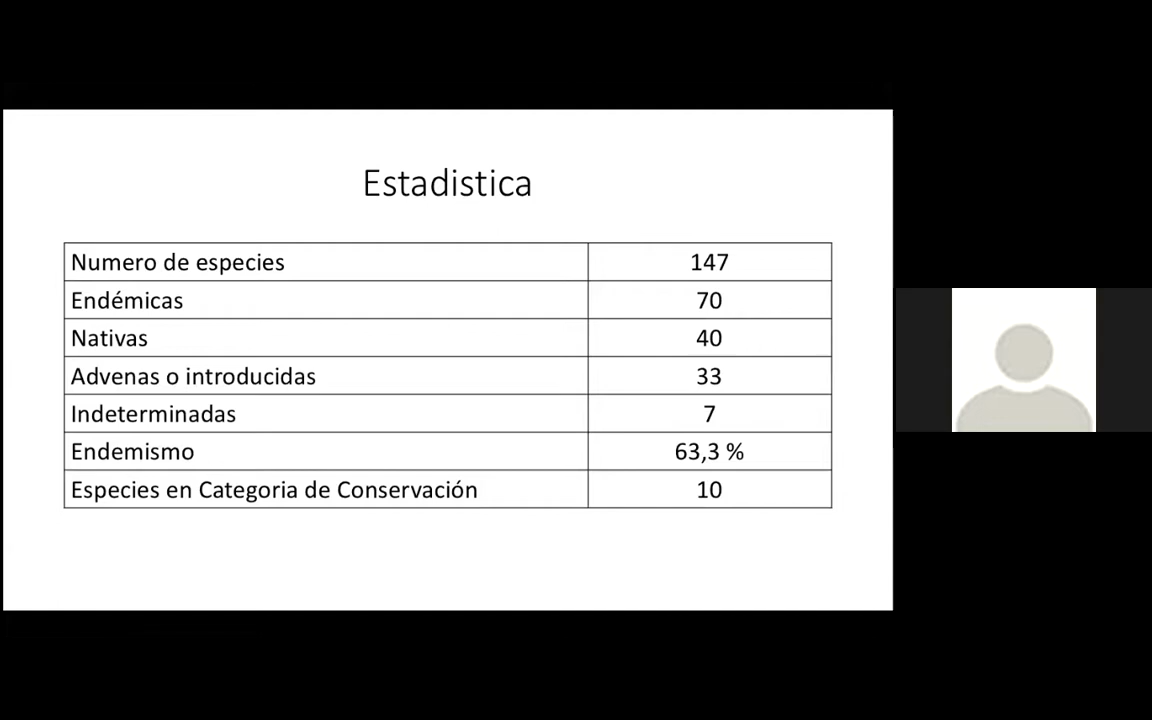 Estadistica
Numero de especies 147
Endémicas 70
Nativas 40
Advenas o introducidas 33
Indeterminadas 7
Endemismo 63,3 %
Especies en Categoria de Conservación 10